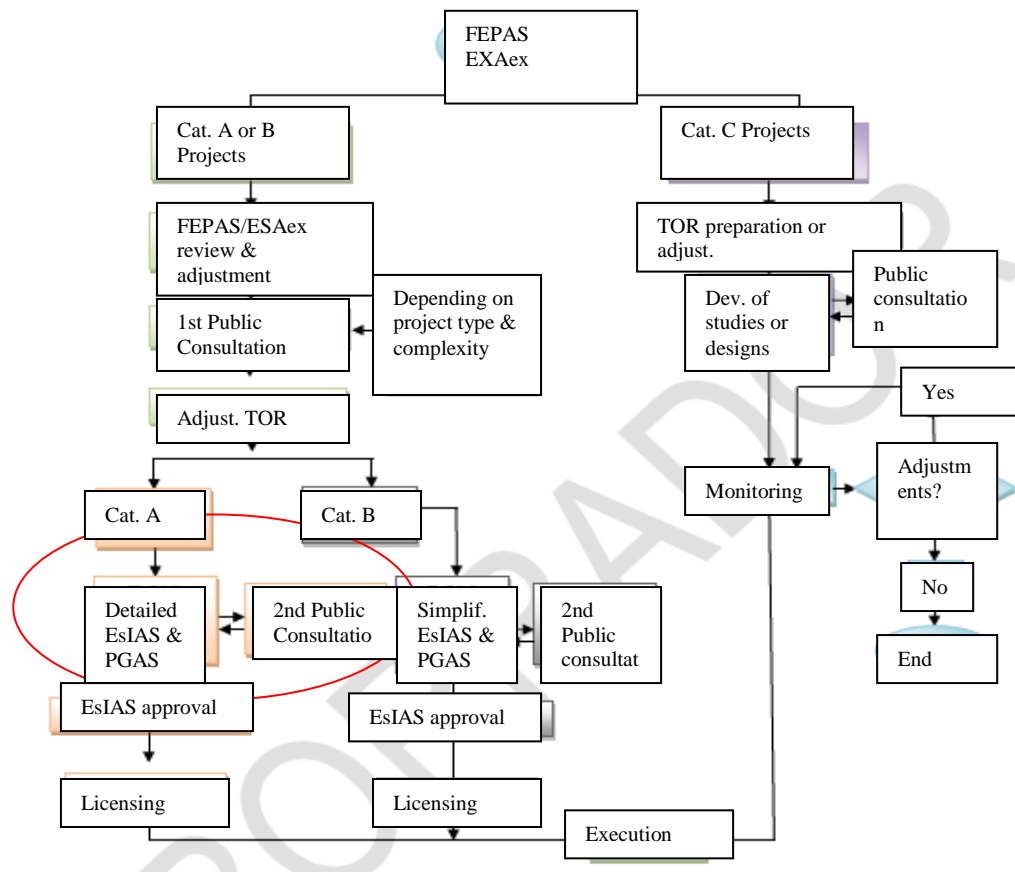 FEPAS
EXAex
Cat. A or B
Projects
Cat. C Projects
FEPAS/ESAex
review &
adjustment
TOR preparation or
adjust.
Depending on
project type &
complexity
Public
consultatio
n
1st Public
Consultation
Dev. of
studies or
designs
Yes
Adjust. TOR
Monitoring
Adjustm
ents?
Cat. A
Cat. B
No
Detailed
EsIAS &
PGAS
2nd Public
Consultatio
Simplif.
EsIAS &
PGAS
2nd
Public
consultat
End
EsIAS approval
EsIAS approval
Licensing
Licensing
Execution